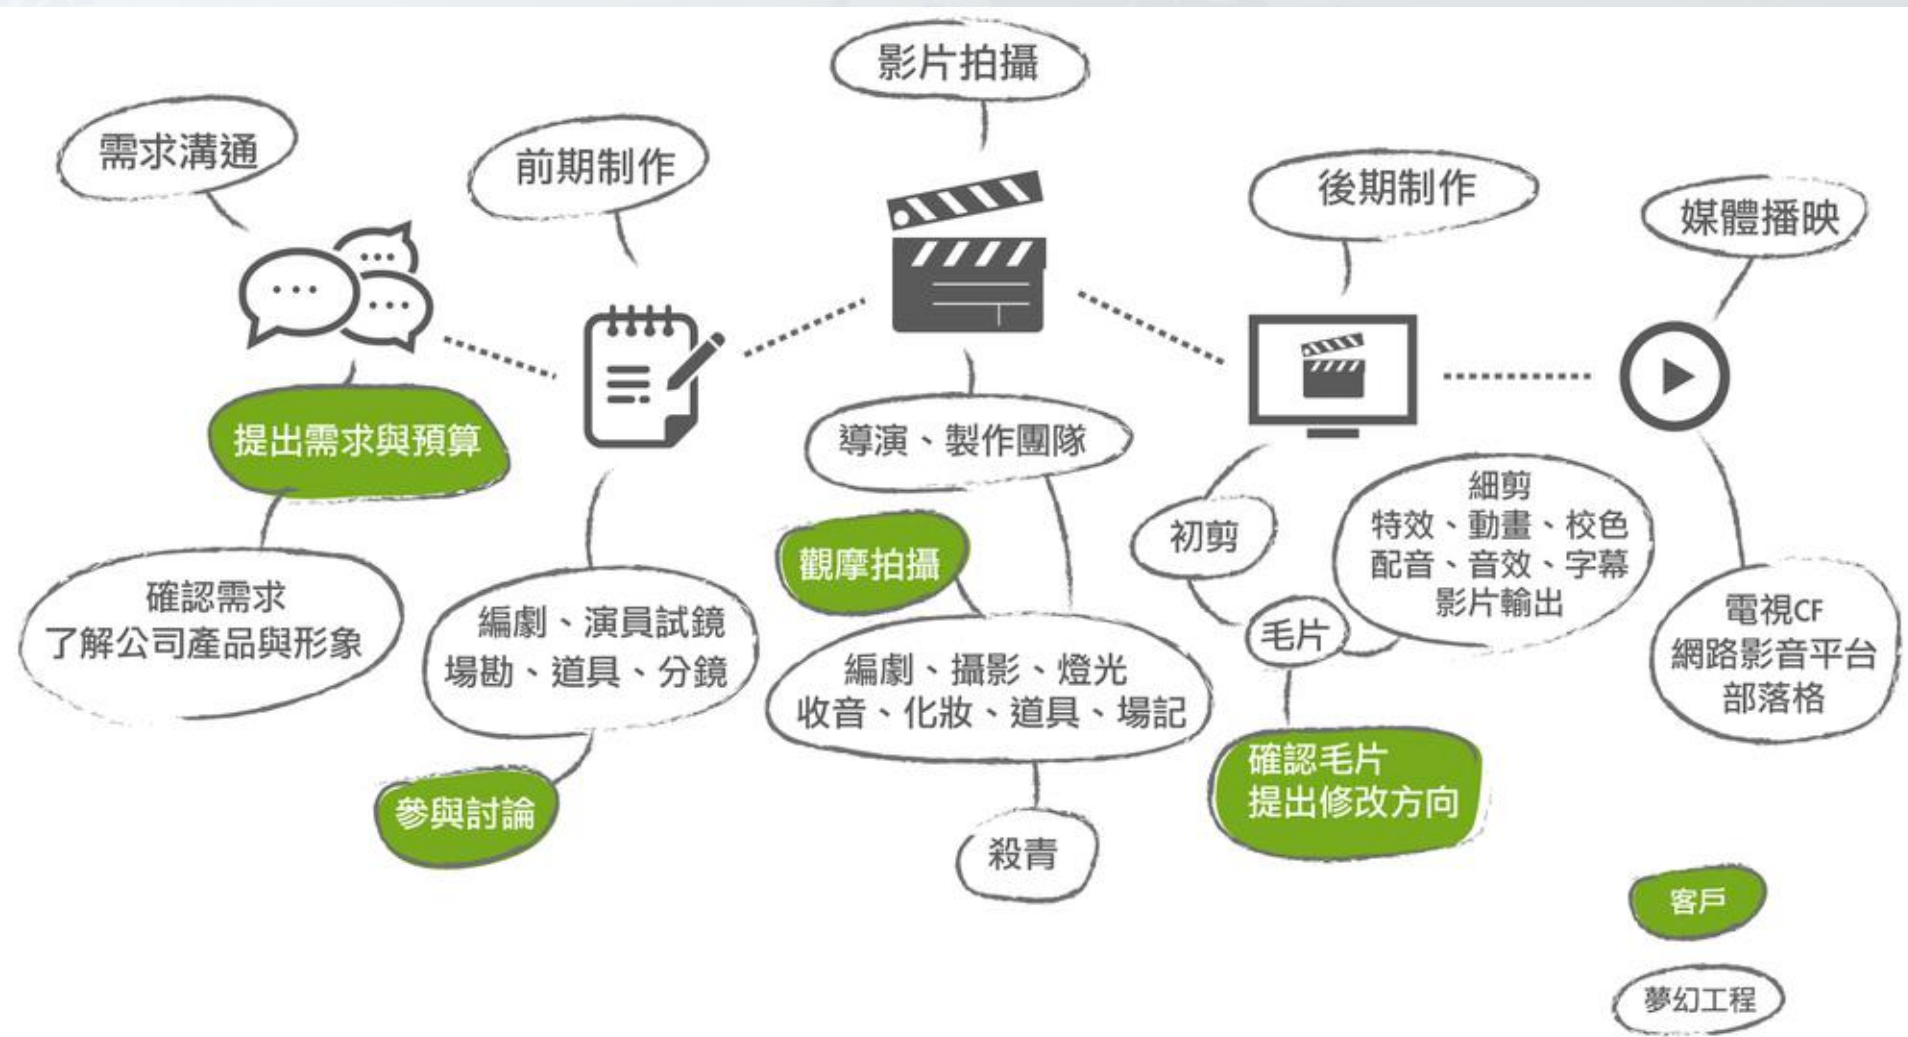 需求溝通
提出需求與預算
確認需求
了解公司產品與形象
前期制作
編劇、演員試鏡
場勘、道具、分鏡
參與討論
影片拍攝
導演、製作團隊
觀摩拍攝
編劇、攝影、燈光
收音、化妝、道具、場記
殺青
後期制作
初剪
毛片
細剪
特效、動畫、校色
配音、音效、字幕
影片輸出
確認毛片
提出修改方向
媒體播映
電視CF
網路影音平台
部落格
客戶
夢幻工程